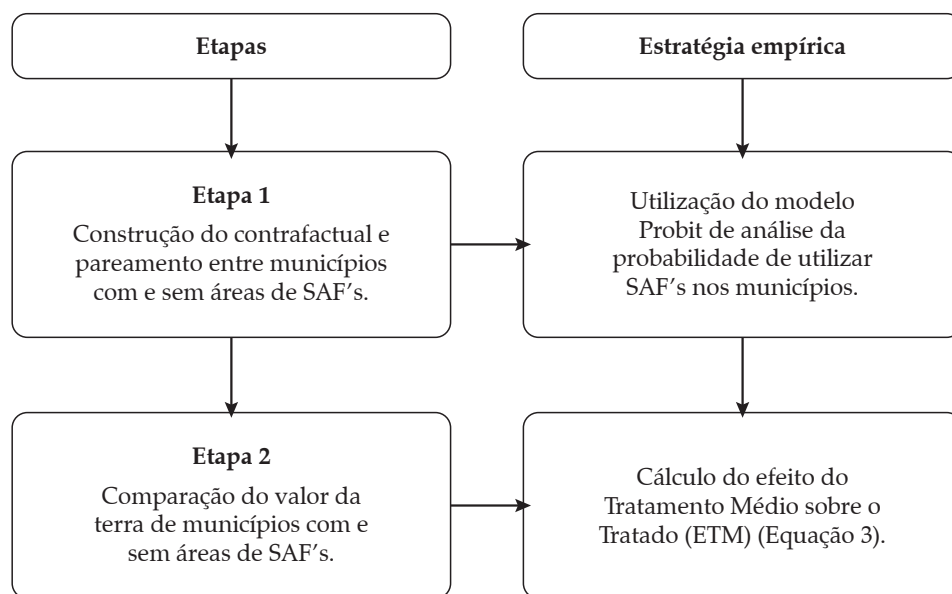 Etapas
Estratégia empírica
Etapa 1
Construção do contrafactual e
pareamento entre municípios
com e sem áreas de SAF's.
Utilização do modelo
Probit de análise da
probabilidade de utilizar
SAF's nos municípios.
Etapa 2
Comparação do valor da
terra de municípios com e
sem áreas de SAF's.
Cálculo do efeito do
Tratamento Médio sobre o
Tratado (ETM) (Equação 3).